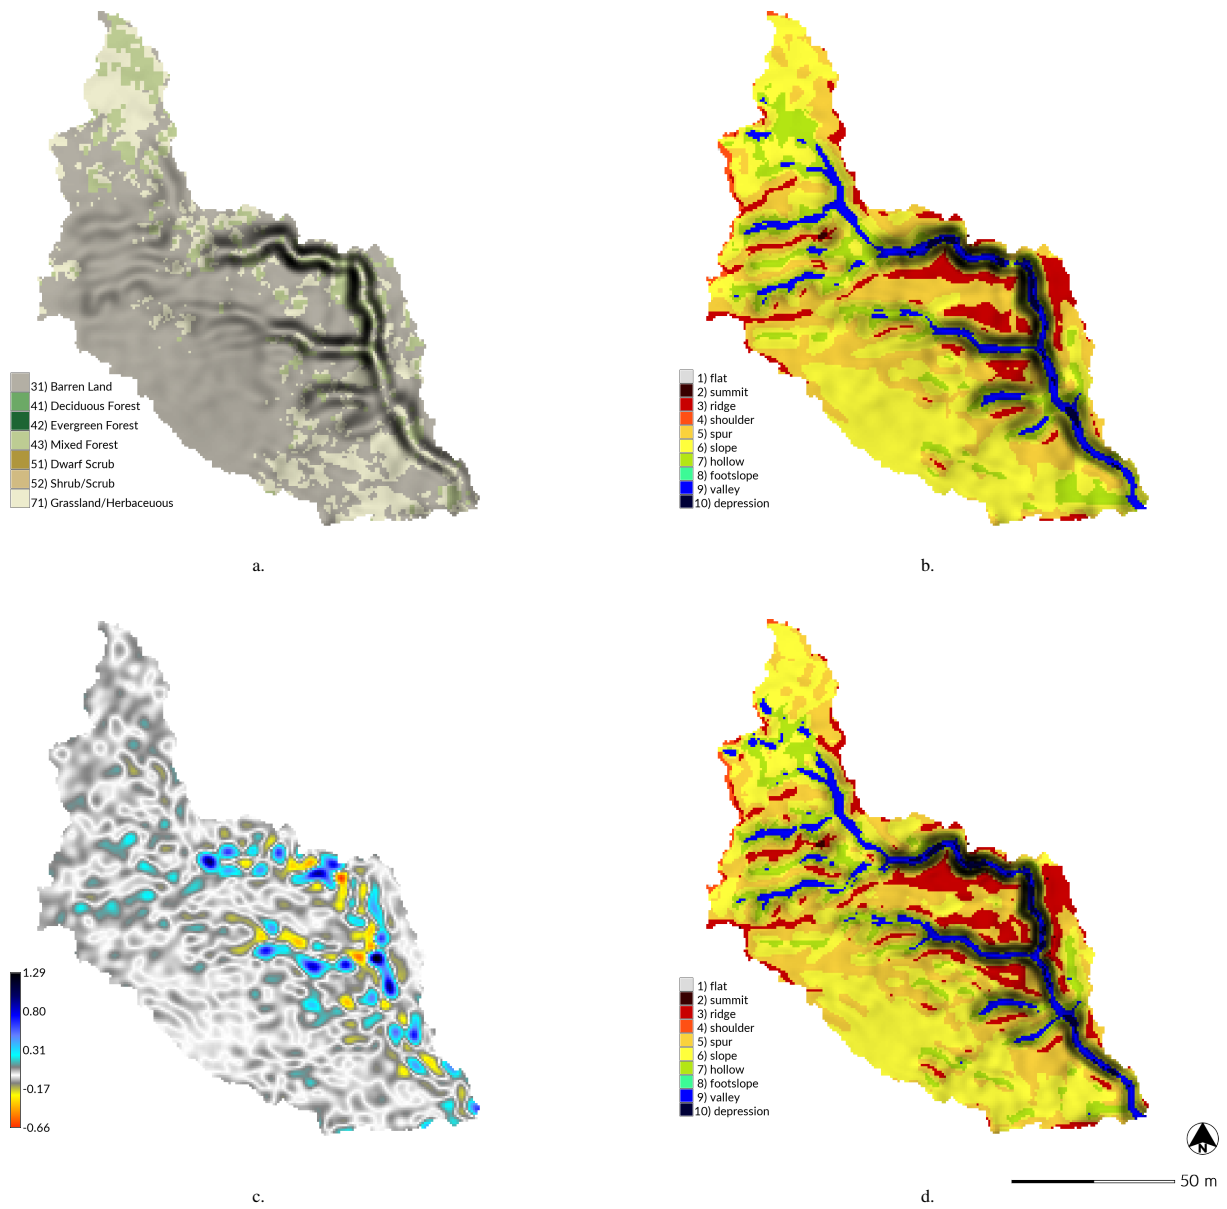 31) Barren Land
41) Deciduous Forest
42) Evergreen Forest
43) Mixed Forest
51) Dwarf Scrub
52) Shrub/Scrub
71) Grassland/Herbaceuous
a.
1) flat
2) summit
3) ridge
4) shoulder
5) spur
6) slope
7) hollow
8) footslope
9) valley
10) depression
b.
1.29
0.80
0.31
-0.17
-0.66
c.
1) flat
2) summit
3) ridge
4) shoulder
5) spur
6) slope
7) hollow
8) footslope
9) valley
10) depression
d.
N
50 m